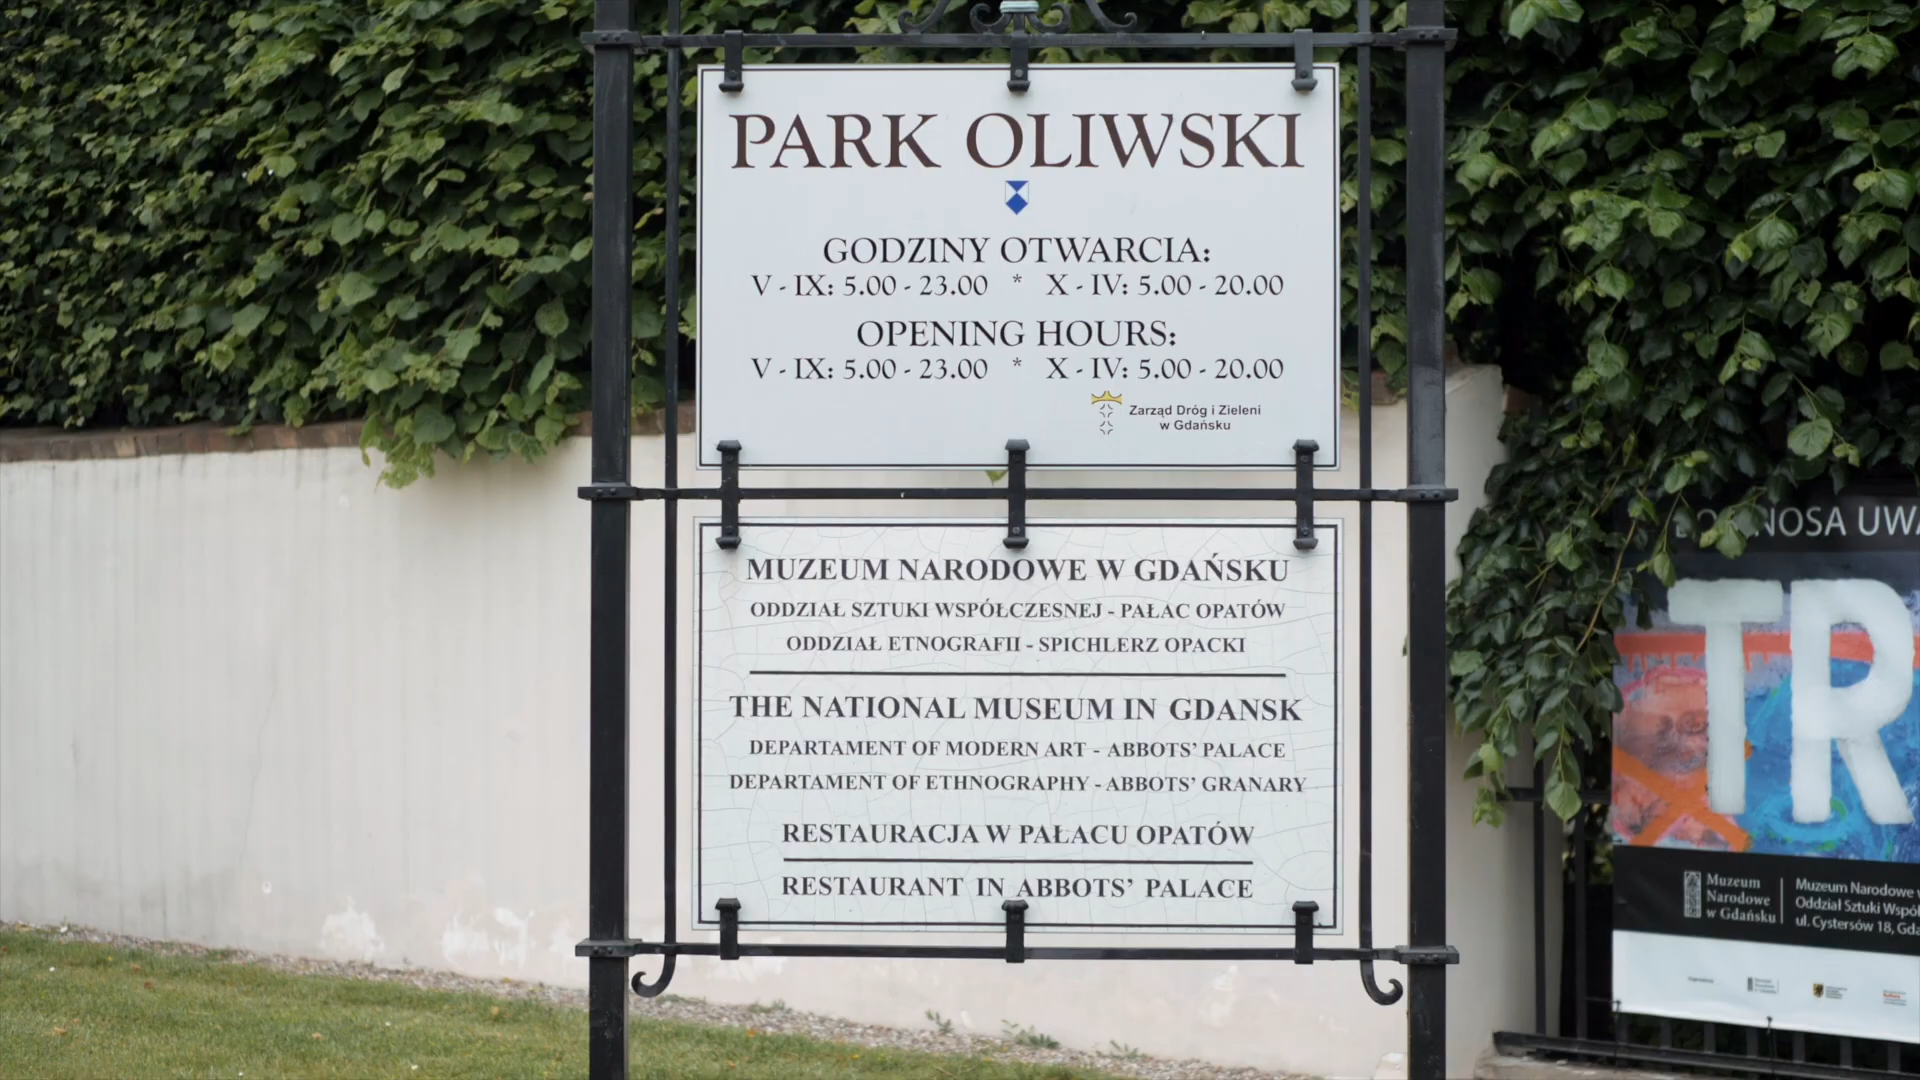 PARK OLIWSKI
GODZINY OTWARCIA:
V - IX: 5.00 - 23.00 * X - IV: 5.00 - 20.00
OPENING HOURS:
V - IX: 5.00 - 23.00 * X - IV: 5.00 - 20.00
Zarząd Dróg i Zieleni
w Gdańsku
MUZEUM NARODOWE W GDAŃSKU
ODDZIAŁ SZTUKI WSPÓŁCZESNEJ - PAŁAC OPATÓW
ODDZIAŁ ETNOGRAFII - SPICHLERZ OPACKI
THE NATIONAL MUSEUM IN GDANSK
DEPARTAMENT OF MODERN ART - ABBOTS' PALACE
DEPARTAMENT OF ETHNOGRAPHY - ABBOTS' GRANARY
RESTAURACJA W PAŁACU OPATÓW
RESTAURANT IN ABBOTS' PALACE
TR
Muzeum
Narodowe
w Gdańsku
Muzeum Narodowe
Oddział Sztuki
ul. Cystersów 18,